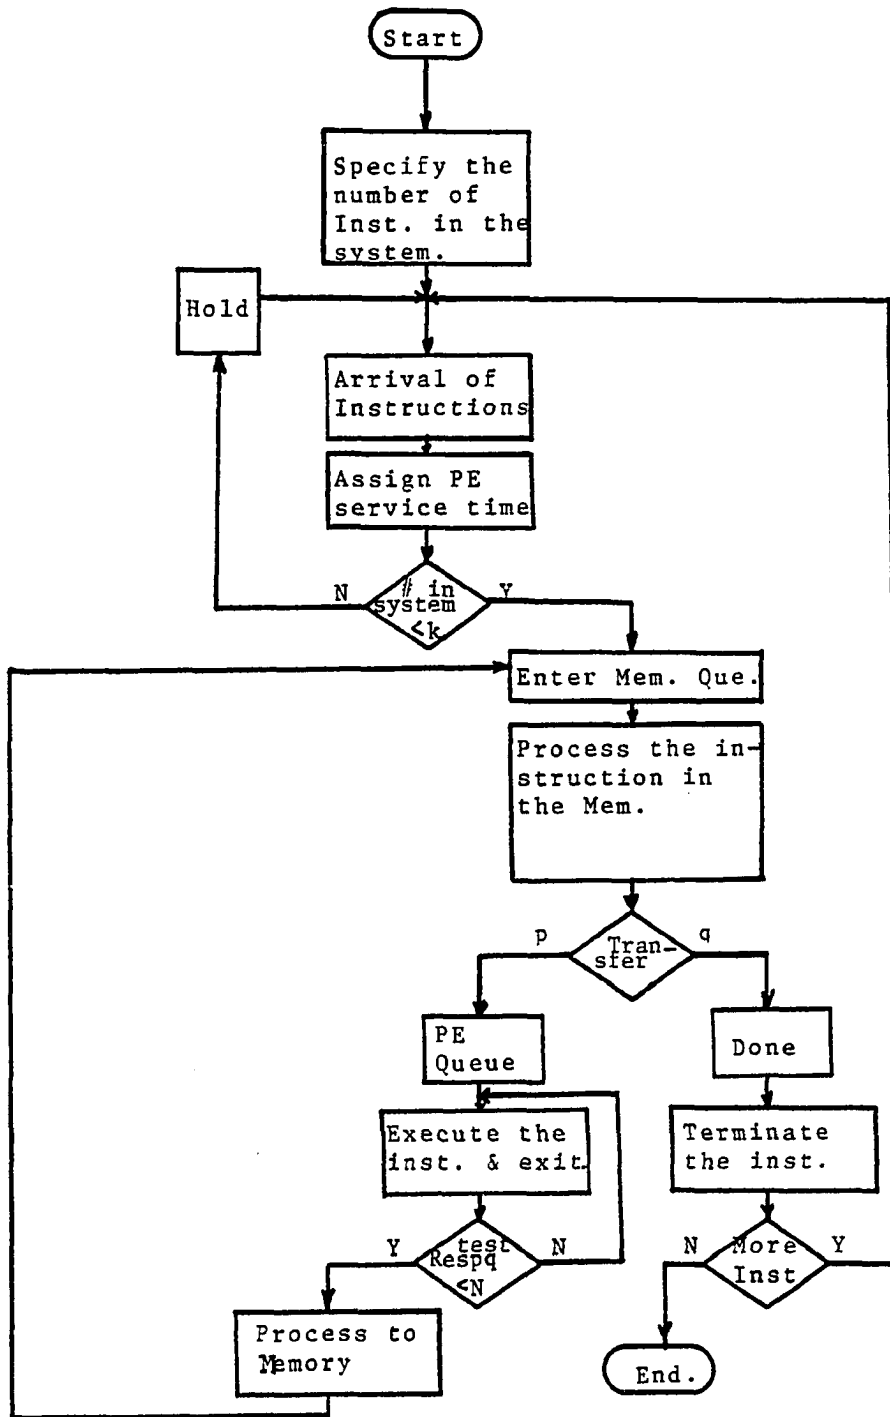 Start
Specify the
number of
Inst. in the
system.
Hold
Arrival of
Instructions
Assign PE
service time
N
# in
system
<k
Y
Enter Mem. Que.
Process the in-
struction in
the Mem.
p
Tran-
sfer
q
PE
Queue
Done
Execute the
inst. & exit.
Terminate
the inst.
Y
test
Respq
<N
N
N
More
Inst
Y
Process to
Memory
End.